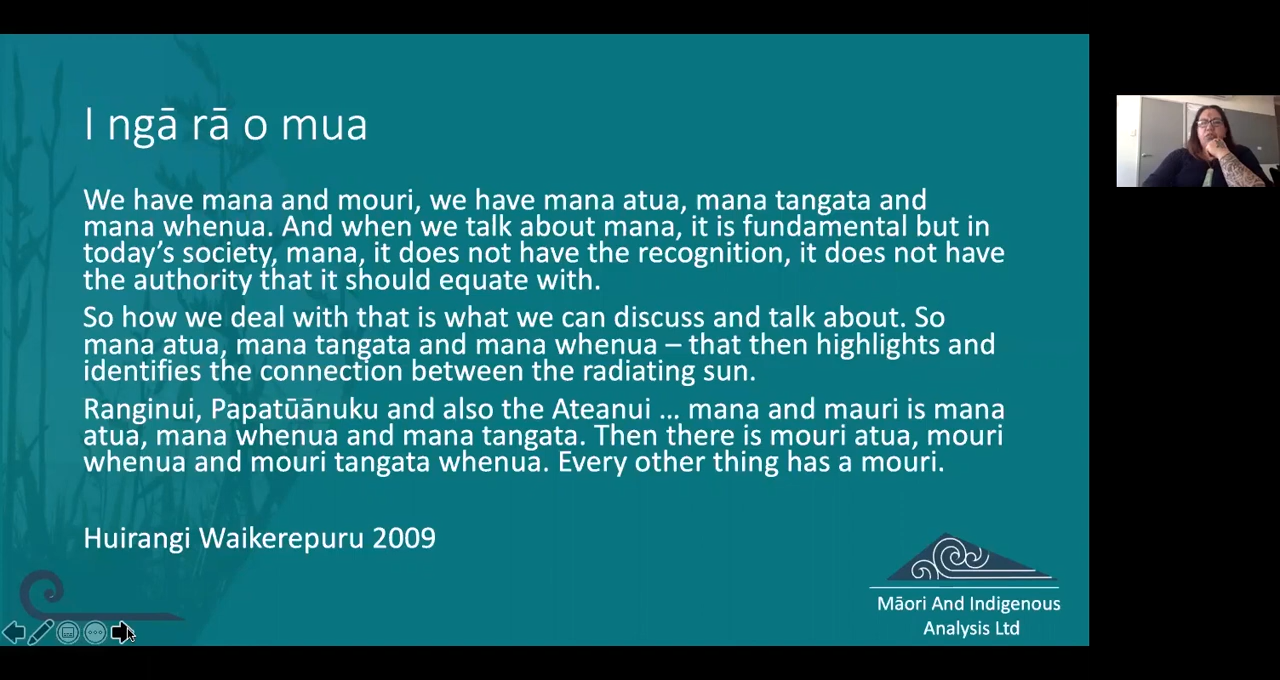 I ngā rā o mua
We have mana and mouri, we have mana atua, mana tangata and
mana whenua. And when we talk about mana, it is fundamental but in
today’s society, mana, it does not have the recognition, it does not have
the authority that it should equate with.
So how we deal with that is what we can discuss and talk about. So
mana atua, mana tangata and mana whenua – that then highlights and
identifies the connection between the radiating sun.
Ranginui, Papatūānuku and also the Ateanui ... mana and mauri is mana
atua, mana whenua and mana tangata. Then there is mouri atua, mouri
whenua and mouri tangata whenua. Every other thing has a mouri.
Huirangi Waikerepuru 2009
Māori And Indigenous
Analysis Ltd